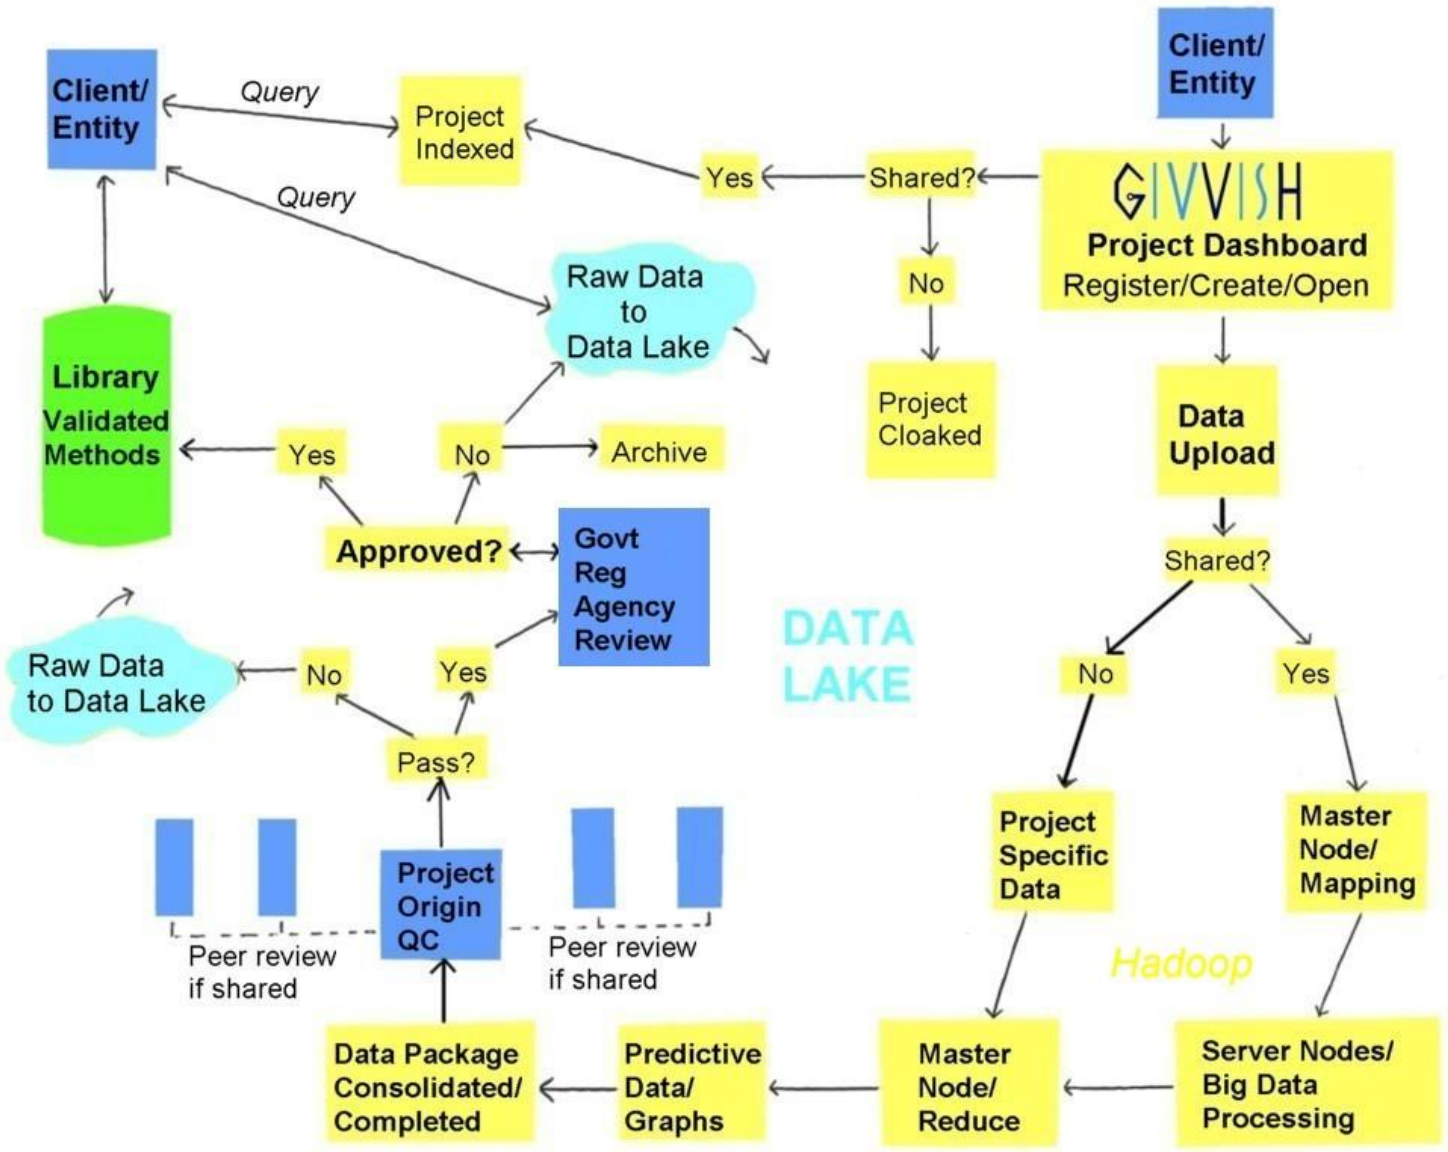 Client/
Entity
Query
Project
Indexed
Yes
Shared?
Client/
Entity
GIVVISH
Project Dashboard
Register/Create/Open
Query
No
Raw Data
to
Data Lake
Project
Cloaked
Data
Upload
Library
Validated
Methods
Yes
No
Archive
Approved?
Govt
Reg
Agency
Review
Shared?
DATA
LAKE
No
Yes
Raw Data
to Data Lake
No
Yes
Pass?
Project
Specific
Data
Master
Node/
Mapping
Project
Origin
QC
Peer review
if shared
Peer review
if shared
Hadoop
Data Package
Consolidated/
Completed
Predictive
Data/
Graphs
Master
Node/
Reduce
Server Nodes/
Big Data
Processing